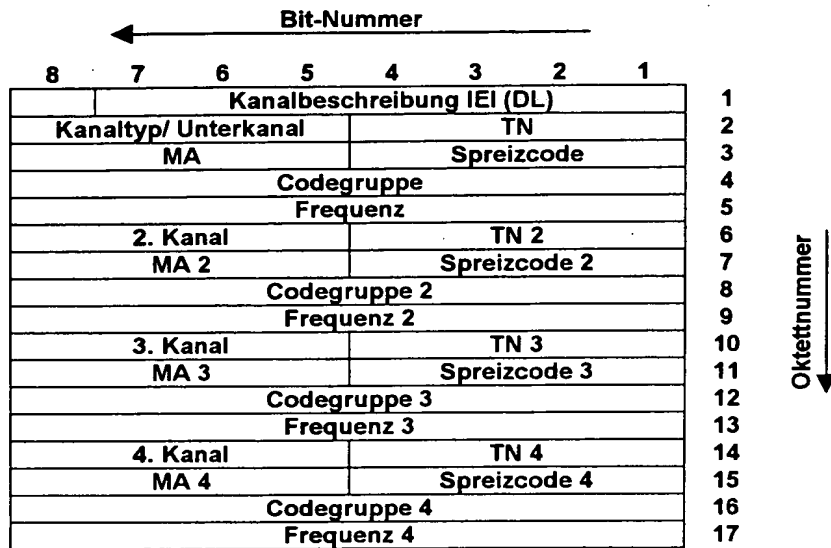 Bit-Nummer
8 7 6 5 4 3 2 1
Kanalbeschreibung IEI (DL) 1
Kanaltyp/ Unterkanal TN 2
MA Spreizcode 3
Codegruppe 4
Frequenz 5
2. Kanal TN 2 6
MA 2 Spreizcode 2 7
Codegruppe 2 8
Frequenz 2 9
3. Kanal TN 3 10
MA 3 Spreizcode 3 11
Codegruppe 3 12
Frequenz 3 13
4. Kanal TN 4 14
MA 4 Spreizcode 4 15
Codegruppe 4 16
Frequenz 4 17
Oktettnummer